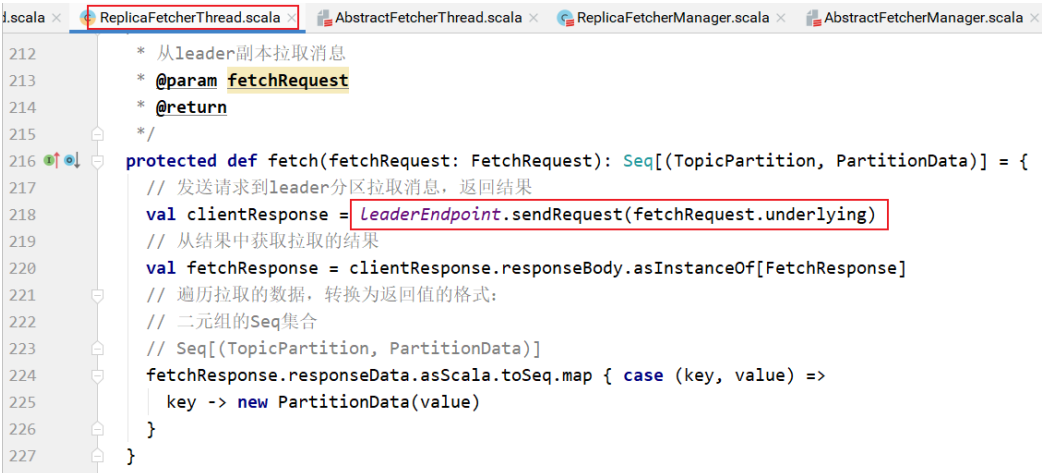 d.scala × ReplicaFetcherThread.scala × AbstractFetcherThread.scala × ReplicaFetcherManager.scala × AbstractFetcherManager.scala ×
212 * 从leader副本拉取消息
213 * @param fetchRequest
214 * @return
215 */
216 protected def fetch(fetchRequest: FetchRequest): Seq[(TopicPartition, PartitionData)] = {
217 // 发送请求到leader分区拉取消息，返回结果
218 val clientResponse = leaderEndpoint.sendRequest(fetchRequest.underlying)
219 // 从结果中获取拉取的结果
220 val fetchResponse = clientResponse.responseBody.asInstanceOf[FetchResponse]
221 // 遍历拉取的数据，转换为返回值的格式：
222 // 二元组的Seq集合
223 // Seq[(TopicPartition, PartitionData)]
224 fetchResponse.responseData.asScala.toSeq.map { case (key, value) =>
225 key -> new PartitionData(value)
226 }
227 }